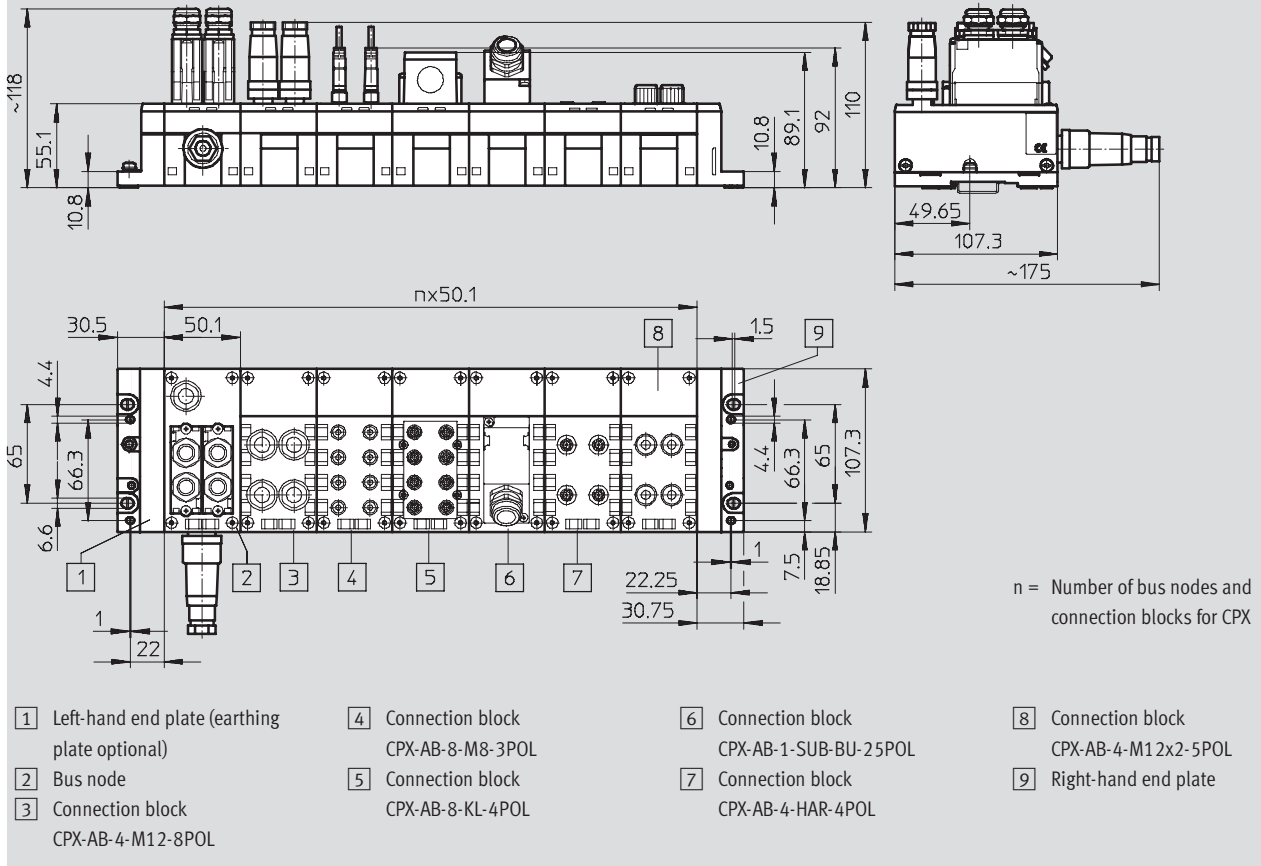 ~118
55.1
10.8
10.8
89.1
92
110
CE
49.65
107.3
~175
nx50.1
30.5
50.1
8
1.5
9
4.4
65
66.3
6.6
4.4
66.3
65
107.3
1
2
3
4
5
6
7
1
22
1
22.25
30.75
7.5
18.85
n = Number of bus nodes and
connection blocks for CPX
1 Left-hand end plate (earthing
plate optional)
2 Bus node
3 Connection block
CPX-AB-4-M12-8POL
4 Connection block
CPX-AB-8-M8-3POL
5 Connection block
CPX-AB-8-KL-4POL
6 Connection block
CPX-AB-1-SUB-BU-25POL
7 Connection block
CPX-AB-4-HAR-4POL
8 Connection block
CPX-AB-4-M12x2-5POL
9 Right-hand end plate